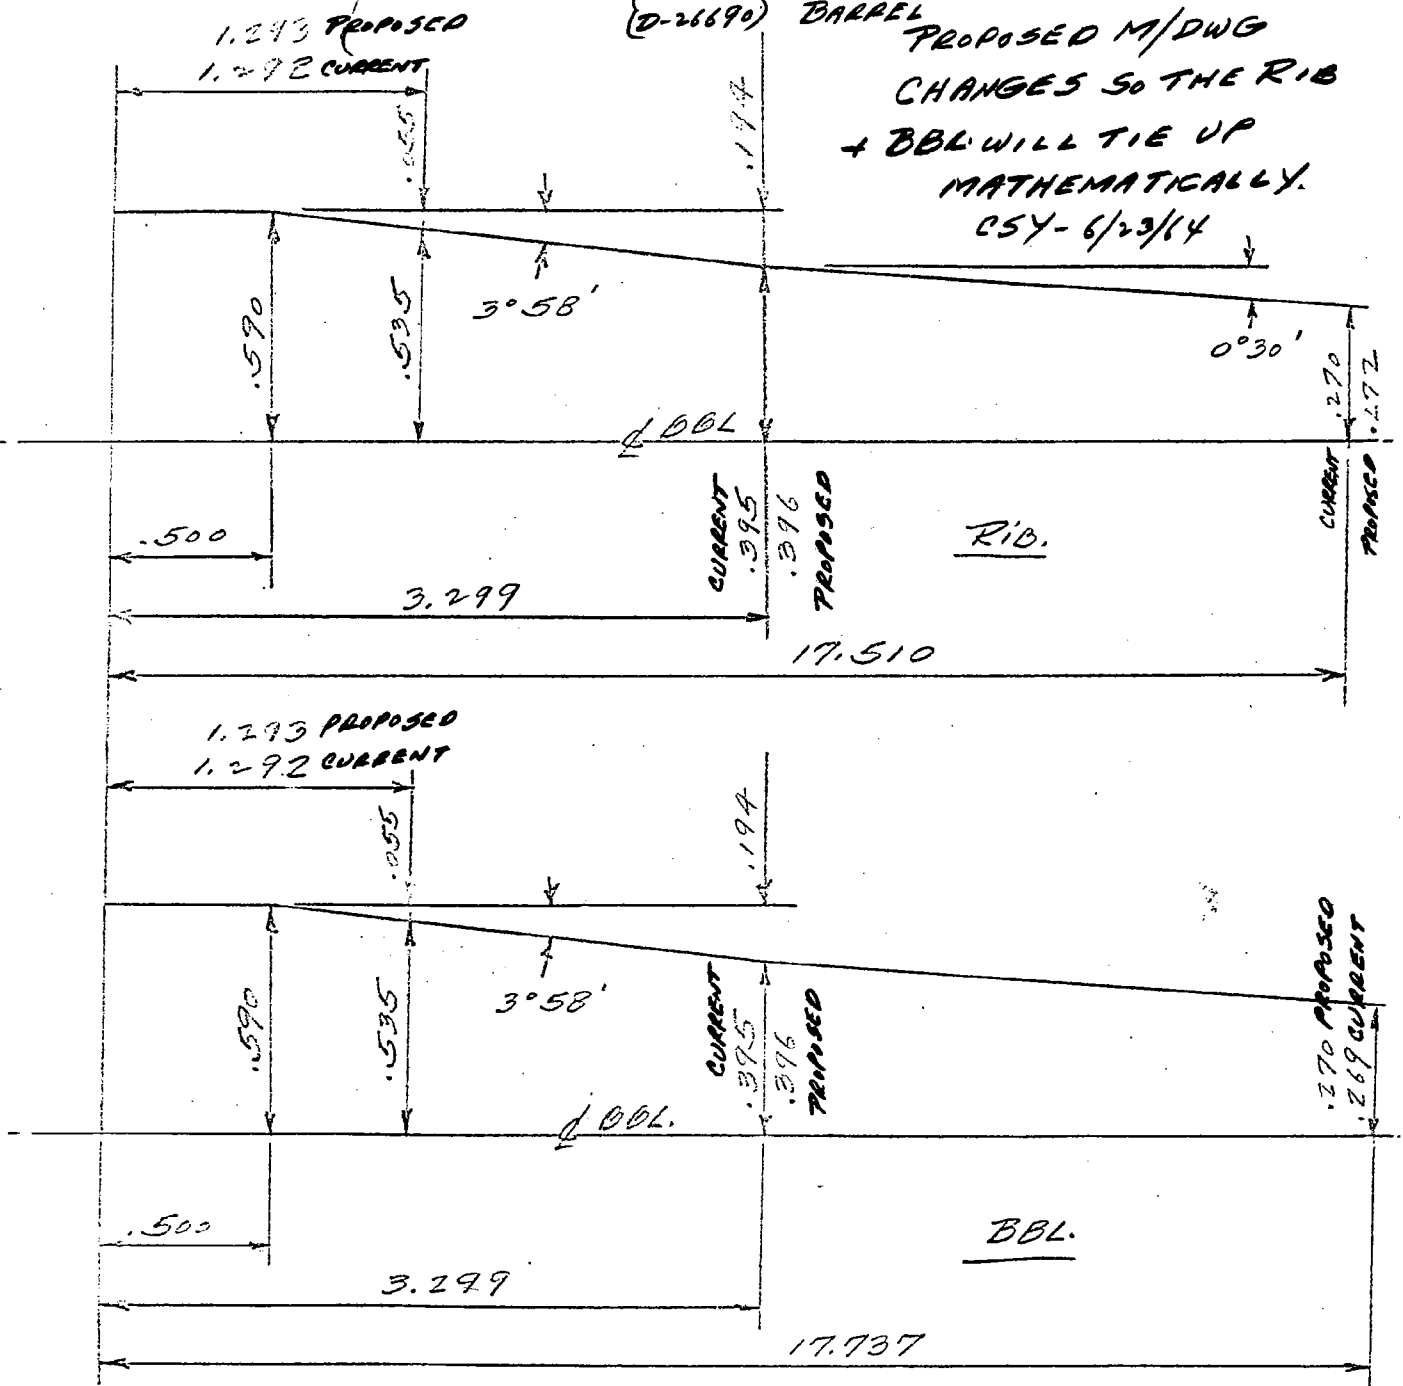 1.293 PROPOSED
1.292 CURRENT
(D-26690) BARREL
PROPOSED M/DWG
CHANGES SO THE RIB
+ BBL. WILL TIE UP
MATHEMATICALLY.
CSY - 6/23/64
.055
.194
.590
.535
3°58'
0°30'
.270 CURRENT
.272 PROPOSED
℄ BBL
CURRENT .395
.396 PROPOSED
RIB.
.500
3.299
17.510
1.293 PROPOSED
1.292 CURRENT
.055
.194
.590
.535
3°58'
CURRENT .395
.396 PROPOSED
.270 PROPOSED
.269 CURRENT
℄ BBL.
.500
BBL.
3.299
17.737